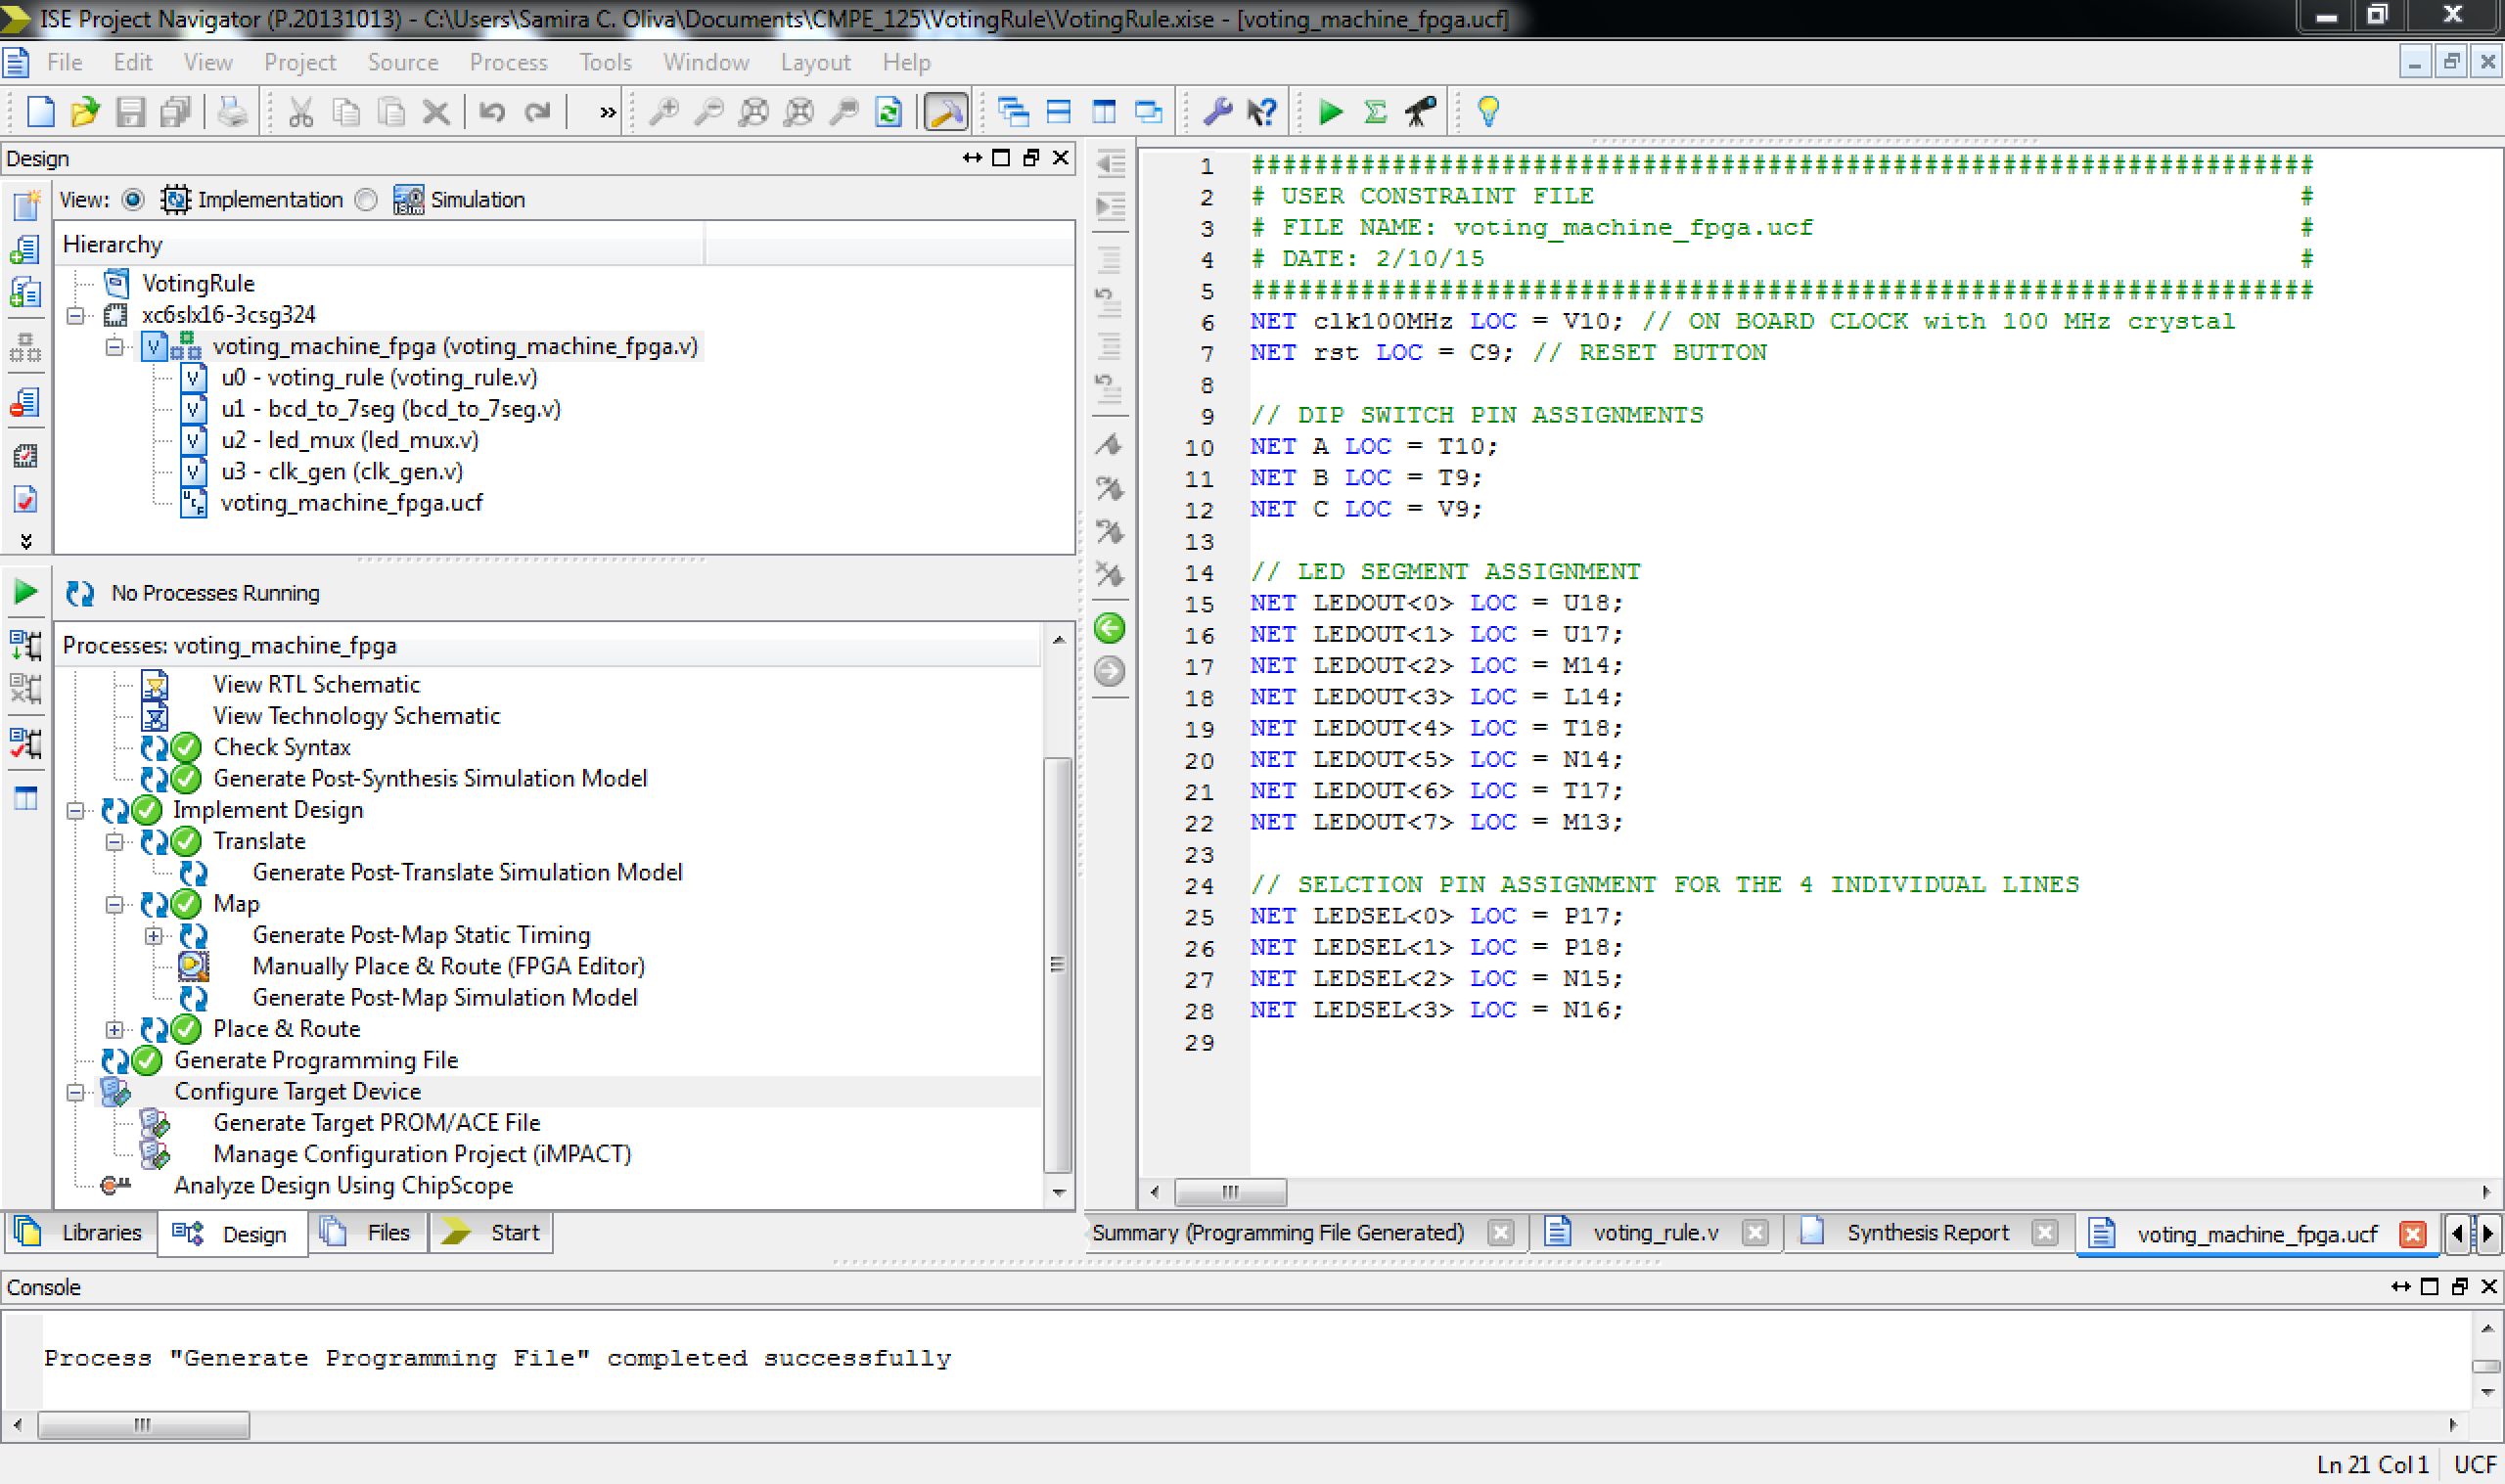 ISE Project Navigator (P.20131013) - C:\Users\Samira C. Oliva\Documents\CMPE_125\VotingRule\VotingRule.xise - [voting_machine_fpga.ucf]
File Edit View Project Source Process Tools Window Layout Help
Design
View: Implementation Simulation
Hierarchy
VotingRule
xc6slx16-3csg324
voting_machine_fpga (voting_machine_fpga.v)
u0 - voting_rule (voting_rule.v)
u1 - bcd_to_7seg (bcd_to_7seg.v)
u2 - led_mux (led_mux.v)
u3 - clk_gen (clk_gen.v)
voting_machine_fpga.ucf
No Processes Running
Processes: voting_machine_fpga
View RTL Schematic
View Technology Schematic
Check Syntax
Generate Post-Synthesis Simulation Model
Implement Design
Translate
Generate Post-Translate Simulation Model
Map
Generate Post-Map Static Timing
Manually Place & Route (FPGA Editor)
Generate Post-Map Simulation Model
Place & Route
Generate Programming File
Configure Target Device
Generate Target PROM/ACE File
Manage Configuration Project (iMPACT)
Analyze Design Using ChipScope
Libraries Design Files Start
1 ####################################################################
2 # USER CONSTRAINT FILE #
3 # FILE NAME: voting_machine_fpga.ucf #
4 # DATE: 2/10/15 #
5 ####################################################################
6 NET clk100MHz LOC = V10; // ON BOARD CLOCK with 100 MHz crystal
7 NET rst LOC = C9; // RESET BUTTON
8
9 // DIP SWITCH PIN ASSIGNMENTS
10 NET A LOC = T10;
11 NET B LOC = T9;
12 NET C LOC = V9;
13
14 // LED SEGMENT ASSIGNMENT
15 NET LEDOUT<0> LOC = U18;
16 NET LEDOUT<1> LOC = U17;
17 NET LEDOUT<2> LOC = M14;
18 NET LEDOUT<3> LOC = L14;
19 NET LEDOUT<4> LOC = T18;
20 NET LEDOUT<5> LOC = N14;
21 NET LEDOUT<6> LOC = T17;
22 NET LEDOUT<7> LOC = M13;
23
24 // SELCTION PIN ASSIGNMENT FOR THE 4 INDIVIDUAL LINES
25 NET LEDSEL<0> LOC = P17;
26 NET LEDSEL<1> LOC = P18;
27 NET LEDSEL<2> LOC = N15;
28 NET LEDSEL<3> LOC = N16;
29
Summary (Programming File Generated) voting_rule.v Synthesis Report voting_machine_fpga.ucf
Console
Process "Generate Programming File" completed successfully
Ln 21 Col 1 UCF